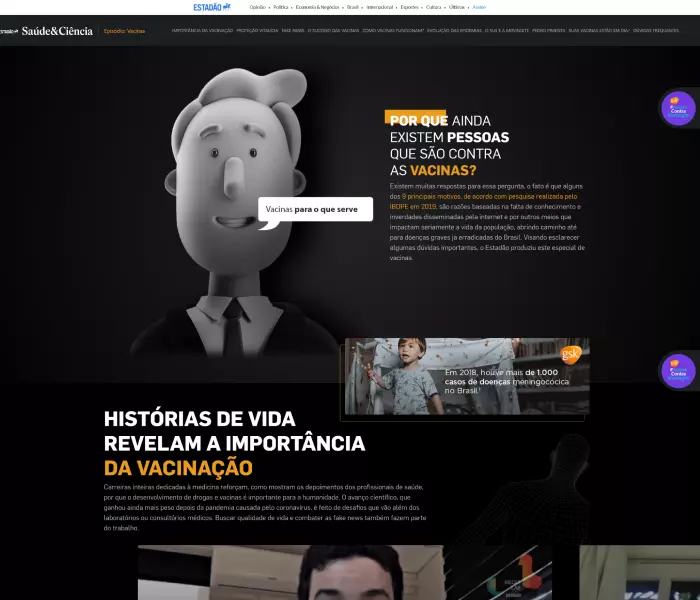 ESTADÃO
Opinião • Política • Economia & Negócios • Brasil • Internacional • Esportes • Cultura • Últimas • Assine
Saúde&Ciência
Episódio: Vacinas
IMPORTÂNCIA DA VACINAÇÃO PROTEÇÃO VITALÍCIA FAKE NEWS O SUCESSO DAS VACINAS COMO VACINAS FUNCIONAM? EVOLUÇÃO DAS EPIDEMIAS O SUS E A MENINGITE PEDRO PIMENTA SUAS VACINAS ESTÃO EM DIA? DÚVIDAS FREQUENTES
POR QUE AINDA
EXISTEM PESSOAS
QUE SÃO CONTRA
AS VACINAS?
Existem muitas respostas para essa pergunta, o fato é que alguns
dos 9 principais motivos, de acordo com pesquisa realizada pelo
IBOPE em 2019, são razões baseadas na falta de conhecimento e
inverdades disseminadas pela internet e por outros meios que
impactam seriamente a vida da população, abrindo caminho até
para doenças graves já erradicadas do Brasil. Visando esclarecer
algumas dúvidas importantes, o Estadão produziu este especial de
vacinas.
Vacinas para o que serve
gsk
Em 2018, houve mais de 1.000
casos de doenças meningocócica
no Brasil.¹
Contra
Contra
HISTÓRIAS DE VIDA
REVELAM A IMPORTÂNCIA
DA VACINAÇÃO
Carreiras inteiras dedicadas à medicina reforçam, como mostram os depoimentos dos profissionais de saúde,
por que o desenvolvimento de drogas e vacinas é importante para a humanidade. O avanço científico, que
ganhou ainda mais peso depois da pandemia causada pelo coronavírus, é feito de desafios que vão além dos
laboratórios ou consultórios médicos. Buscar qualidade de vida e combater as fake news também fazem parte
do trabalho.